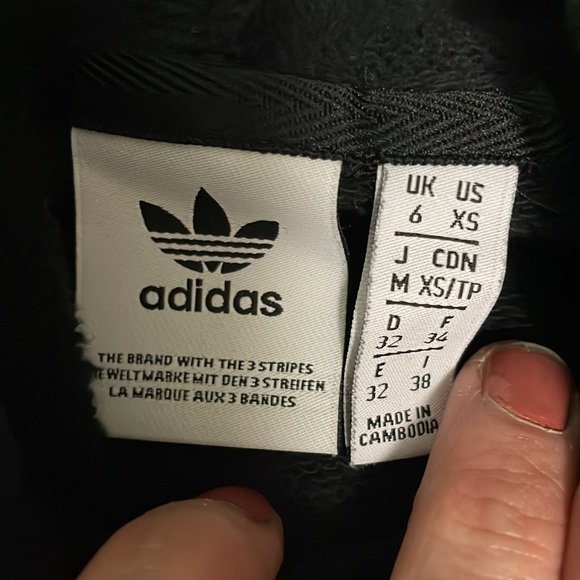 adidas
THE BRAND WITH THE 3 STRIPES
E WELTMARKE MIT DEN 3 STREIFEN
LA MARQUE AUX 3 BANDES
UK US
6 XS
J CDN
M XS/TP
D F
32 34
E I
32 38
MADE IN
CAMBODIA